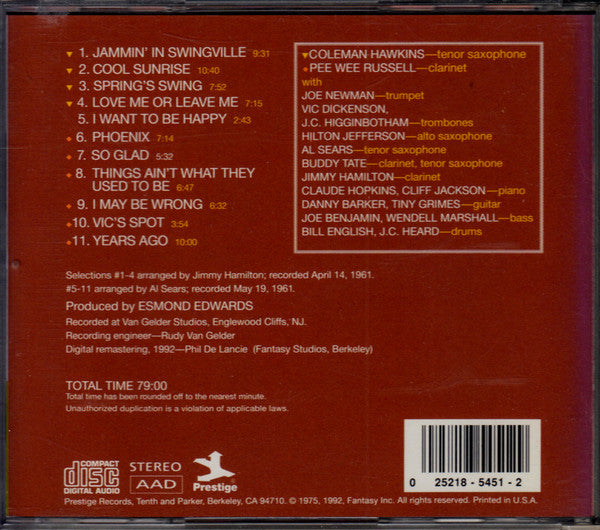 ▼ 1. JAMMIN' IN SWINGVILLE 9:31
▼ 2. COOL SUNRISE 10:40
▼ 3. SPRING'S SWING 7:52
▼ 4. LOVE ME OR LEAVE ME 7:15
5. I WANT TO BE HAPPY 2:43
♦ 6. PHOENIX 7:14
♦ 7. SO GLAD 5:32
♦ 8. THINGS AIN'T WHAT THEY
USED TO BE 6:47
♦ 9. I MAY BE WRONG 6:32
♦10. VIC'S SPOT 3:54
♦11. YEARS AGO 10:00
▼COLEMAN HAWKINS—tenor saxophone
♦PEE WEE RUSSELL—clarinet
with
JOE NEWMAN—trumpet
VIC DICKENSON,
J.C. HIGGINBOTHAM—trombones
HILTON JEFFERSON—alto saxophone
AL SEARS—tenor saxophone
BUDDY TATE—clarinet, tenor saxophone
JIMMY HAMILTON—clarinet
CLAUDE HOPKINS, CLIFF JACKSON—piano
DANNY BARKER, TINY GRIMES—guitar
JOE BENJAMIN, WENDELL MARSHALL—bass
BILL ENGLISH, J.C. HEARD—drums
Selections #1-4 arranged by Jimmy Hamilton; recorded April 14, 1961.
#5-11 arranged by Al Sears; recorded May 19, 1961.
Produced by ESMOND EDWARDS
Recorded at Van Gelder Studios, Englewood Cliffs, NJ.
Recording engineer—Rudy Van Gelder
Digital remastering, 1992—Phil De Lancie (Fantasy Studios, Berkeley)
TOTAL TIME 79:00
Total time has been rounded off to the nearest minute.
Unauthorized duplication is a violation of applicable laws.
COMPACT
disc
DIGITAL AUDIO
STEREO
AAD
Prestige
0 25218 - 5451 - 2
Prestige Records, Tenth and Parker, Berkeley, CA 94710. © 1975, 1992, Fantasy Inc. All rights reserved. Printed in U.S.A.